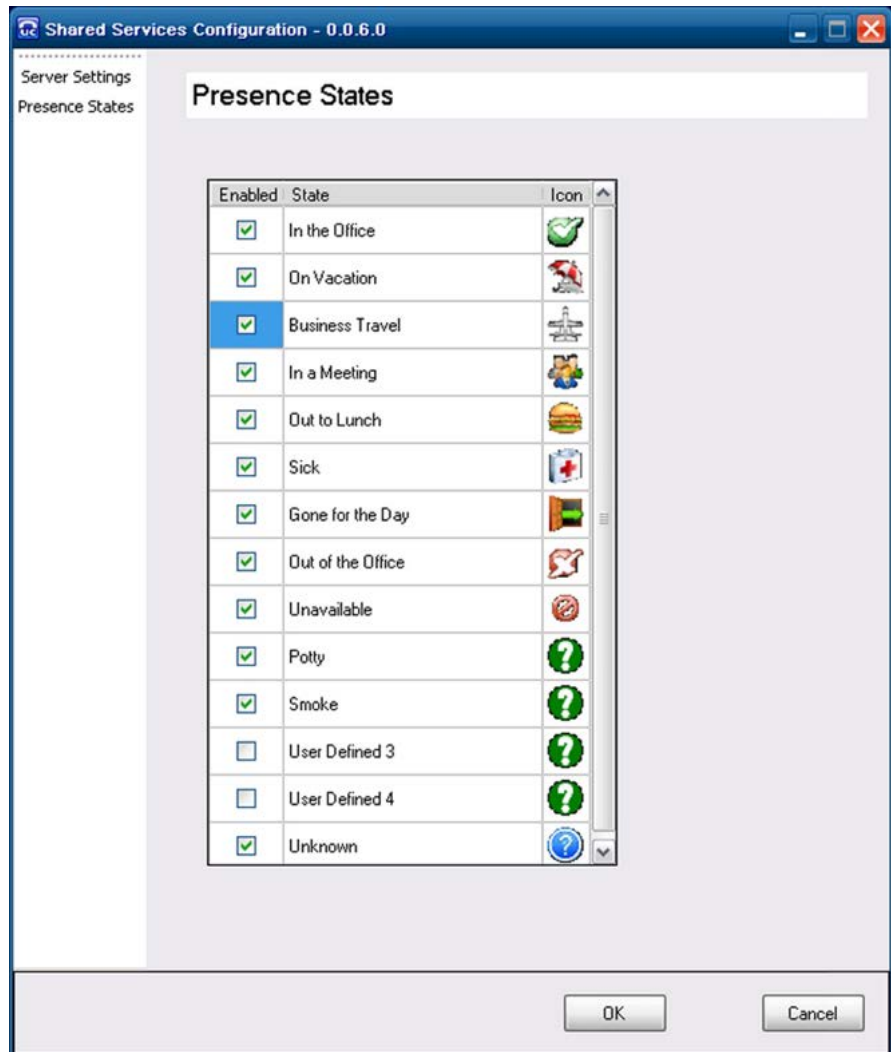 Shared Services Configuration - 0.0.6.0
Server Settings
Presence States
Presence States
Enabled State Icon
In the Office
On Vacation
Business Travel
In a Meeting
Out to Lunch
Sick
Gone for the Day
Out of the Office
Unavailable
Potty
Smoke
User Defined 3
User Defined 4
Unknown
OK Cancel